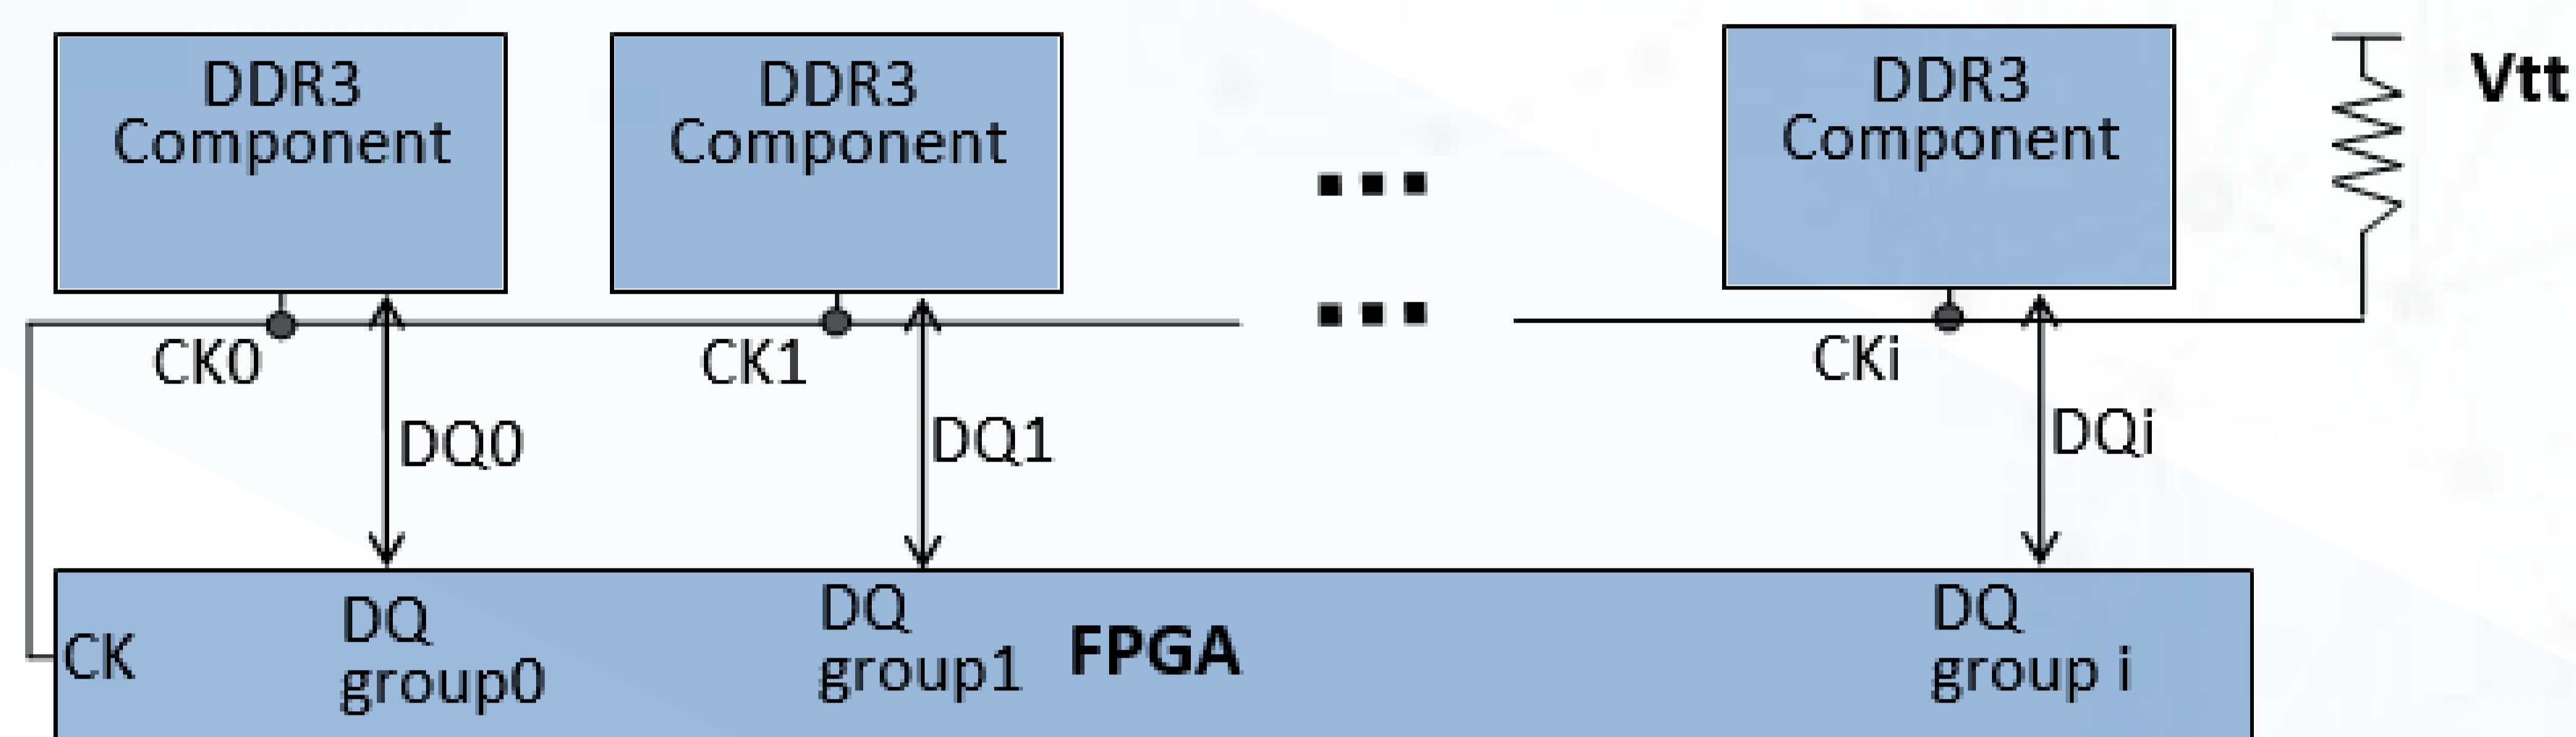 DDR3
Component
DDR3
Component
DDR3
Component
Vtt
CK0
CK1
CKi
DQ0
DQ1
DQi
CK
DQ
group0
DQ
group1
FPGA
DQ
group i